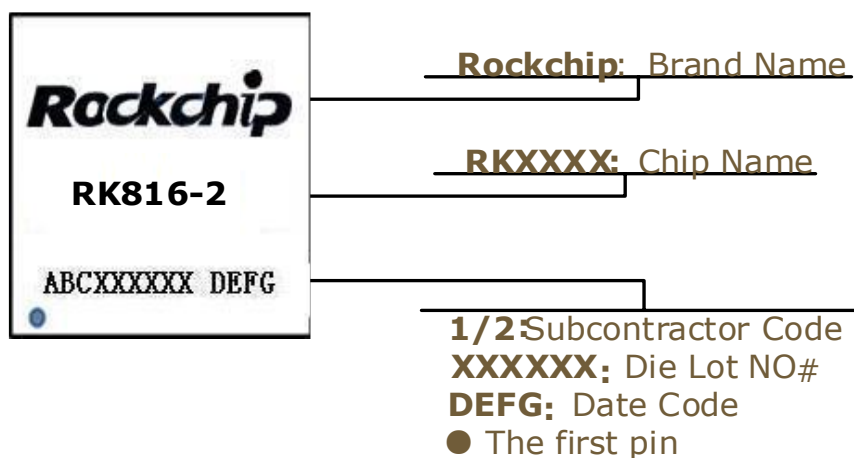 Rockchip
RK816-2
ABCXXXXXX DEFG
Rockchip: Brand Name
RKXXXX: Chip Name
1/2:Subcontractor Code
XXXXXX: Die Lot NO#
DEFG: Date Code
● The first pin